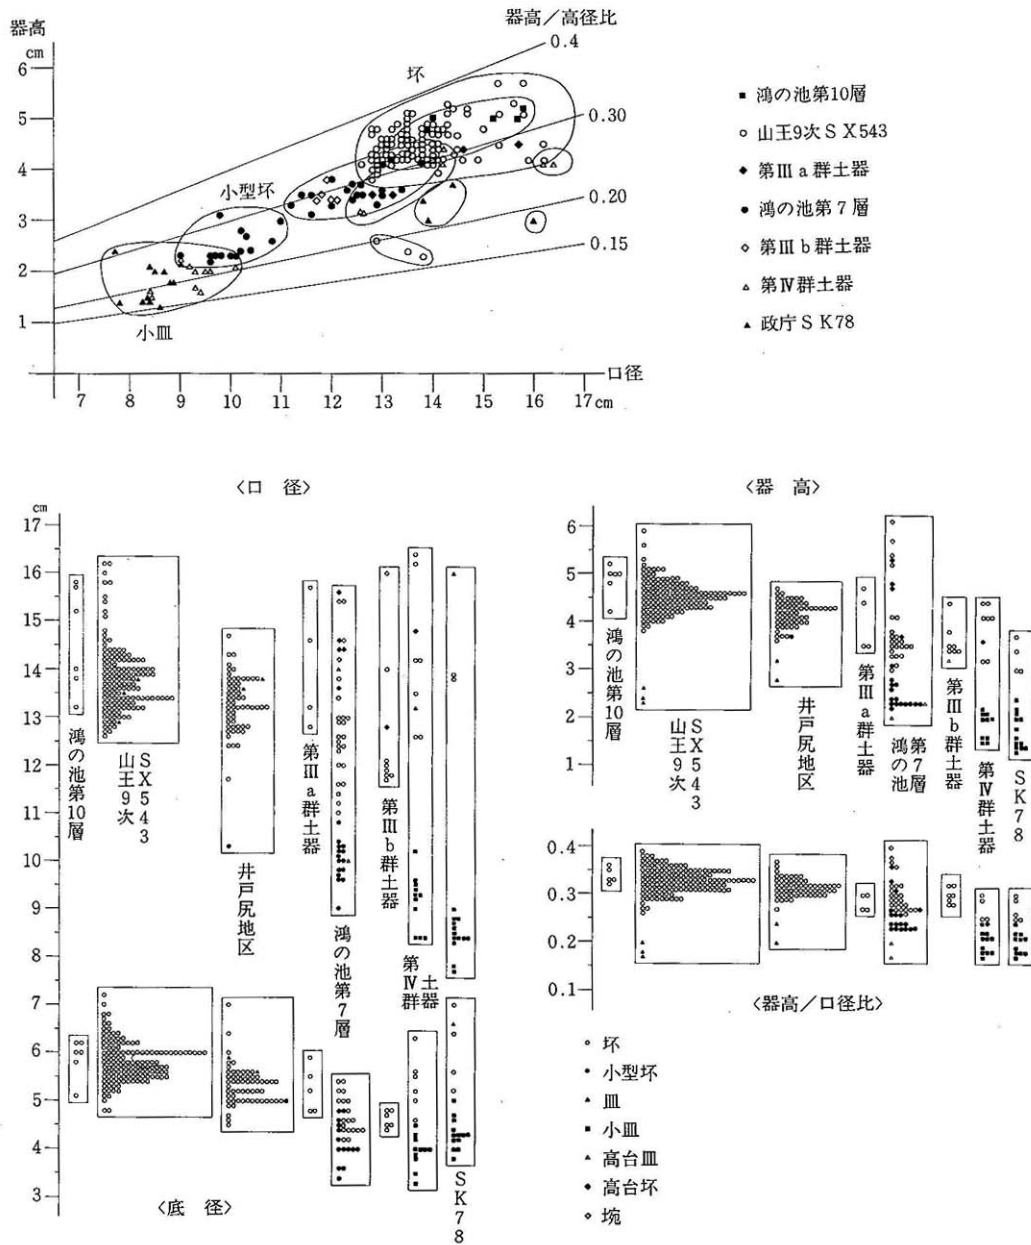 器高
cm
6
5
4
3
2
1
7 8 9 10 11 12 13 14 15 16 17cm
口径
器高／高径比
0.4
0.30
0.20
0.15
坏
小型坏
小皿
■ 鴻の池第10層
○ 山王9次ＳＸ543
◆ 第Ⅲａ群土器
● 鴻の池第７層
◇ 第Ⅲｂ群土器
△ 第Ⅳ群土器
▲ 政庁ＳＫ78
〈口 径〉
cm
17
16
15
14
13
12
11
10
9
8
7
6
5
4
3
鴻の池第10層
山王9次
SX543
井戸尻地区
第Ⅲａ群土器
鴻の池第7層
第Ⅲｂ群土器
第Ⅳ群土器
SK78
〈底 径〉
〈器 高〉
6
5
4
3
2
1
鴻の池第10層
山王9次
SX543
井戸尻地区
第Ⅲａ群土器
鴻の池第7層
第Ⅲｂ群土器
第Ⅳ群土器
SK78
0.4
0.3
0.2
0.1
〈器高/口径比〉
○ 坏
● 小型坏
▲ 皿
■ 小皿
▲ 高台皿
◆ 高台坏
◇ 埦